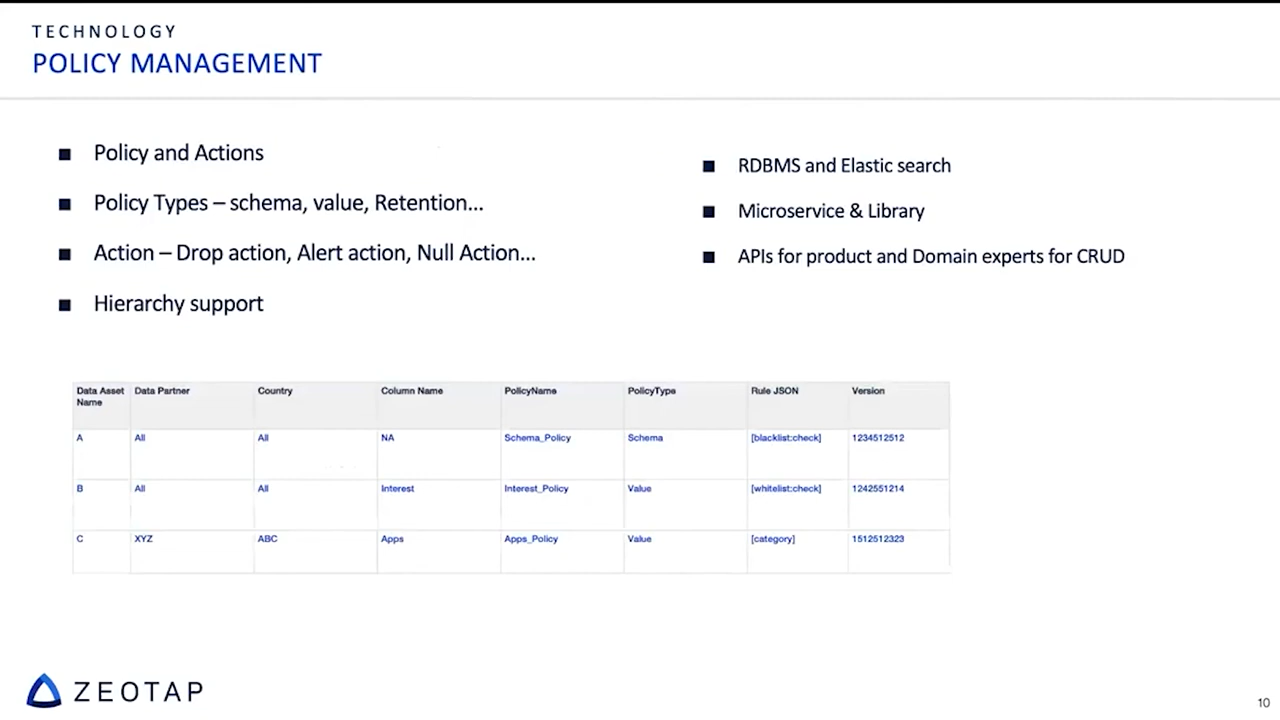 TECHNOLOGY
POLICY MANAGEMENT
■ Policy and Actions
■ Policy Types – schema, value, Retention...
■ Action – Drop action, Alert action, Null Action...
■ Hierarchy support
■ RDBMS and Elastic search
■ Microservice & Library
■ APIs for product and Domain experts for CRUD
Data Asset Name Data Partner Country Column Name PolicyName PolicyType Rule JSON Version
A All All NA Schema_Policy Schema [blacklist:check] 1234512512
B All All Interest Interest_Policy Value [whitelist:check] 1242551214
C XYZ ABC Apps Apps_Policy Value [category] 1512512323
ZEOTAP
10